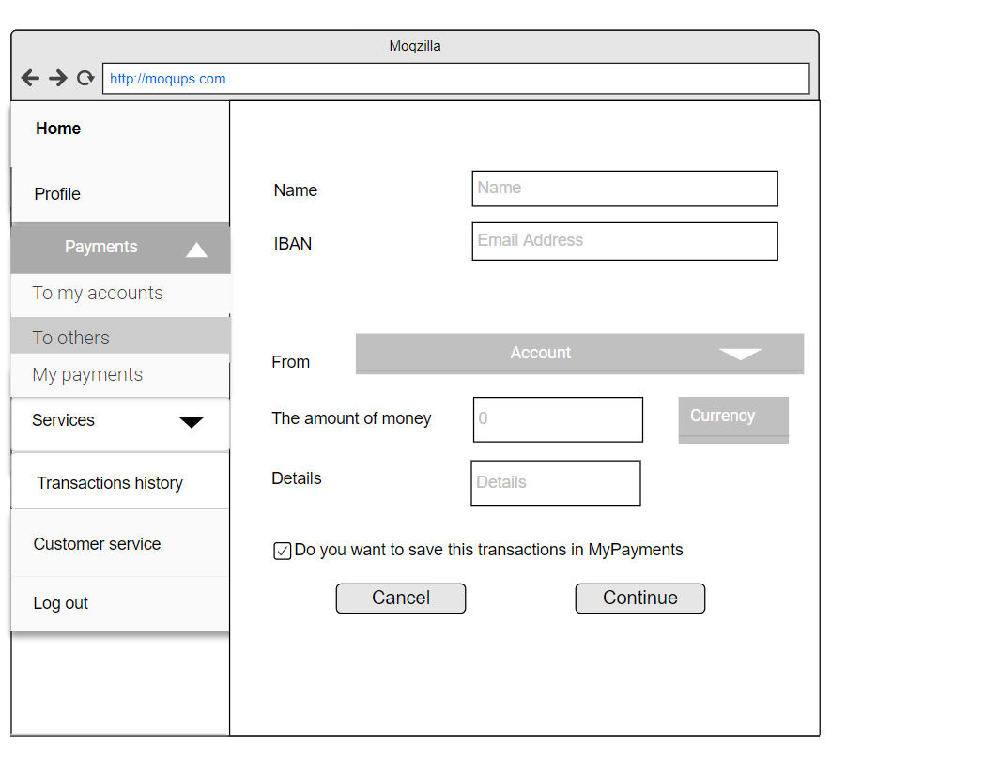 Moqzilla
http://moqups.com
Home
Profile
Payments
To my accounts
To others
My payments
Services
Transactions history
Customer service
Log out
Name Name
IBAN Email Address
From Account
The amount of money 0 Currency
Details Details
Do you want to save this transactions in MyPayments
Cancel Continue